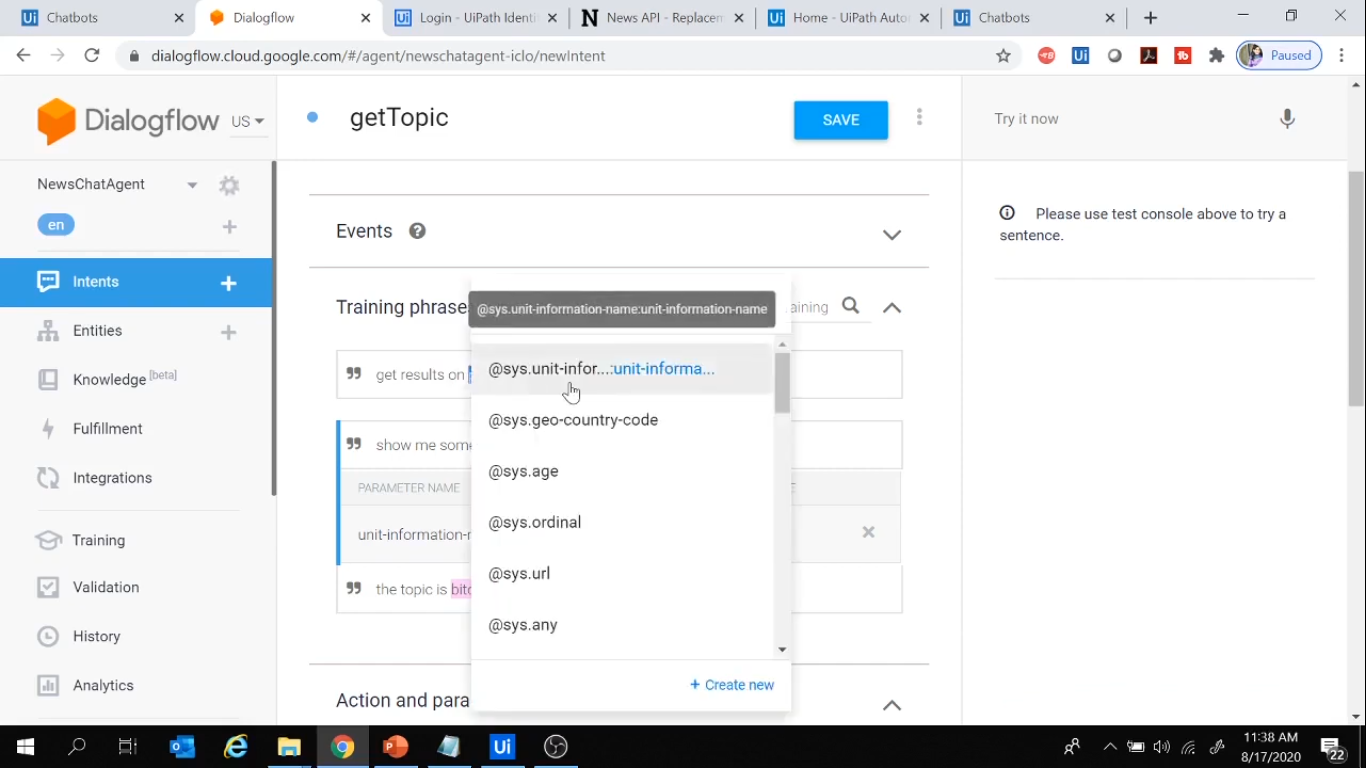 Chatbots
Dialogflow
Login - UiPath Identi
News API - Replacem
Home - UiPath Auto
Chatbots
dialogflow.cloud.google.com/#/agent/newschatagent-iclo/newIntent
Paused
Dialogflow
US
getTopic
SAVE
Try it now
NewsChatAgent
en
Please use test console above to try a
sentence.
Events
Intents
Training phrases
aining
@sys.unit-information-name:unit-information-name
Entities
get results on
@sys.unit-infor...:unit-informa...
Knowledge [beta]
@sys.geo-country-code
Fulfillment
show me some
@sys.age
Integrations
PARAMETER NAME
E
unit-information-n
@sys.ordinal
Training
@sys.url
Validation
the topic is bitc
@sys.any
History
Analytics
Action and para
+ Create new
11:38 AM
8/17/2020
22